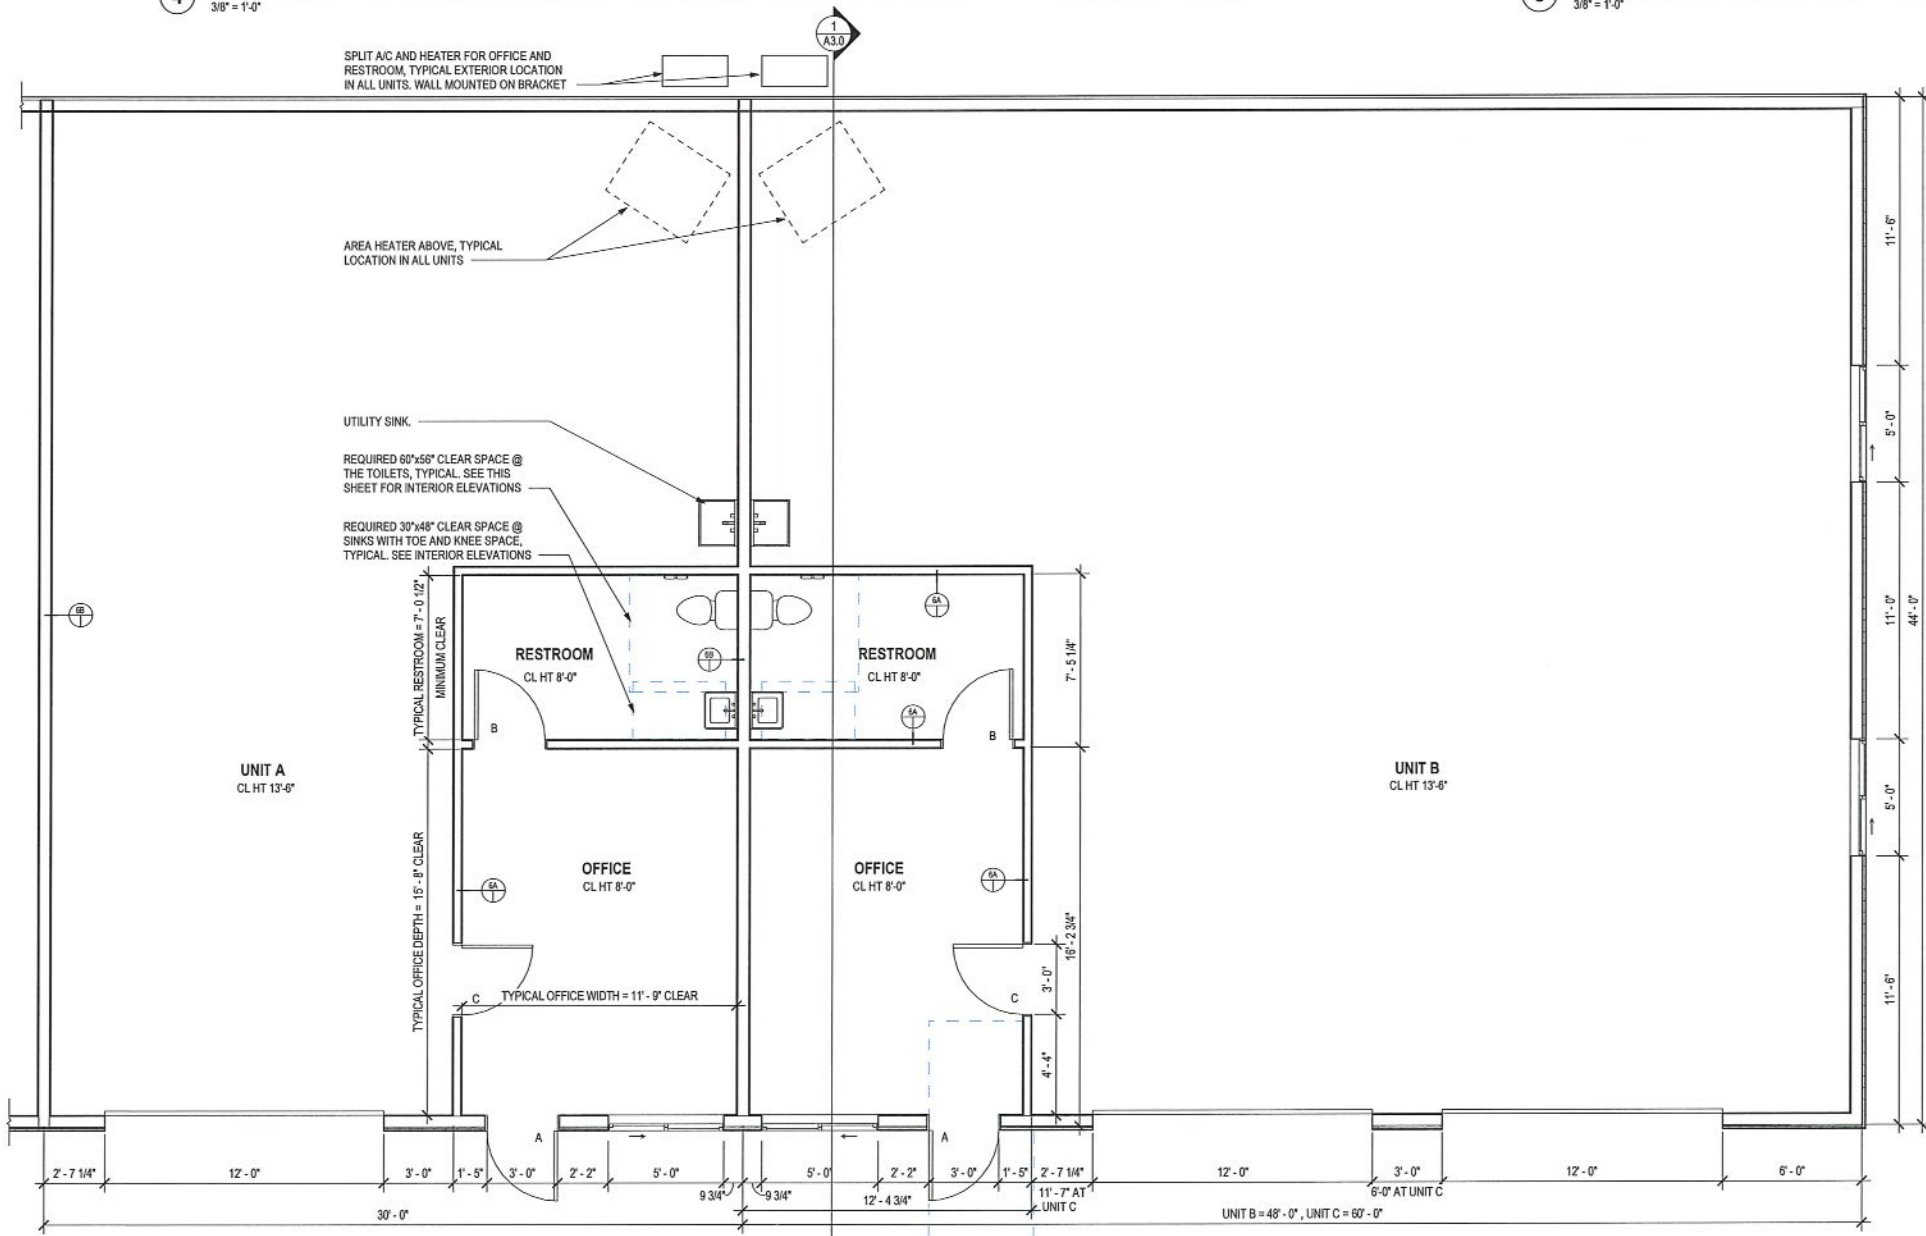 4
3/8" = 1'-0"
3/8" = 1'-0"
1
A3.0
SPLIT A/C AND HEATER FOR OFFICE AND
RESTROOM, TYPICAL EXTERIOR LOCATION
IN ALL UNITS. WALL MOUNTED ON BRACKET
AREA HEATER ABOVE, TYPICAL
LOCATION IN ALL UNITS
UTILITY SINK.
REQUIRED 60"x56" CLEAR SPACE @
THE TOILETS, TYPICAL. SEE THIS
SHEET FOR INTERIOR ELEVATIONS
REQUIRED 30"x48" CLEAR SPACE @
SINKS WITH TOE AND KNEE SPACE,
TYPICAL. SEE INTERIOR ELEVATIONS
11' - 6"
5' - 0"
11' - 0"
44' - 0"
5' - 0"
11' - 6"
TYPICAL RESTROOM = 7' - 0 1/2"
MINIMUM CLEAR
6B
6A
RESTROOM
CL HT 8'-0"
6B
RESTROOM
CL HT 8'-0"
7' - 5 1/4"
6A
B
B
UNIT A
CL HT 13'-6"
UNIT B
CL HT 13'-6"
TYPICAL OFFICE DEPTH = 15' - 8" CLEAR
OFFICE
CL HT 8'-0"
OFFICE
CL HT 8'-0"
6A
6A
16' - 2 3/4"
3' - 0"
4' - 4"
C
TYPICAL OFFICE WIDTH = 11' - 9" CLEAR
C
A
A
2' - 7 1/4"
12' - 0"
3' - 0"
1' - 5"
3' - 0"
2' - 2"
5' - 0"
9 3/4"
9 3/4"
5' - 0"
2' - 2"
3' - 0"
1' - 5"
2' - 7 1/4"
11' - 7" AT
UNIT C
12' - 0"
3' - 0"
6'-0" AT UNIT C
12' - 0"
6' - 0"
12' - 4 3/4"
30' - 0"
UNIT B = 48' - 0" , UNIT C = 60' - 0"